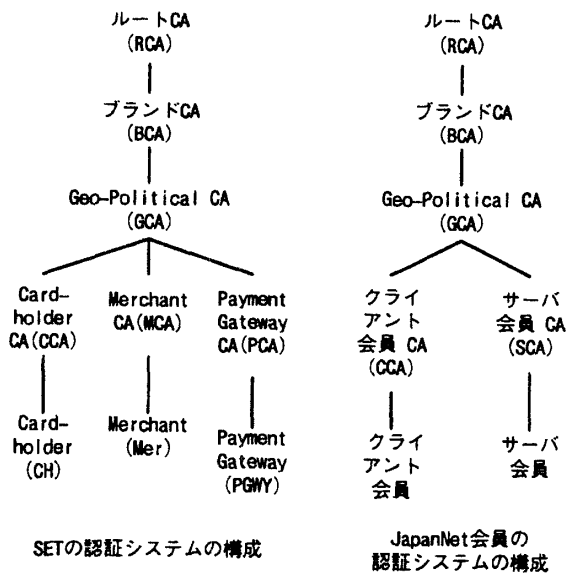 ルートCA
(RCA)
ブランドCA
(BCA)
Geo-Political CA
(GCA)
Card-
holder
CA(CCA)
Merchant
CA(MCA)
Payment
Gateway
CA(PCA)
Card-
holder
(CH)
Merchant
(Mer)
Payment
Gateway
(PGWY)
SETの認証システムの構成
ルートCA
(RCA)
ブランドCA
(BCA)
Geo-Political CA
(GCA)
クライ
アント
会員 CA
(CCA)
サーバ
会員 CA
(SCA)
クライ
アント
会員
サーバ
会員
JapanNet会員の
認証システムの構成